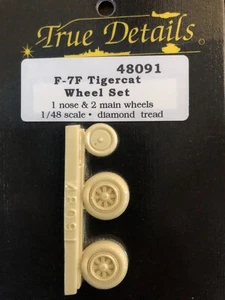 True Details
48091
F-7F Tigercat
Wheel Set
1 nose & 2 main wheels
1/48 scale • diamond tread